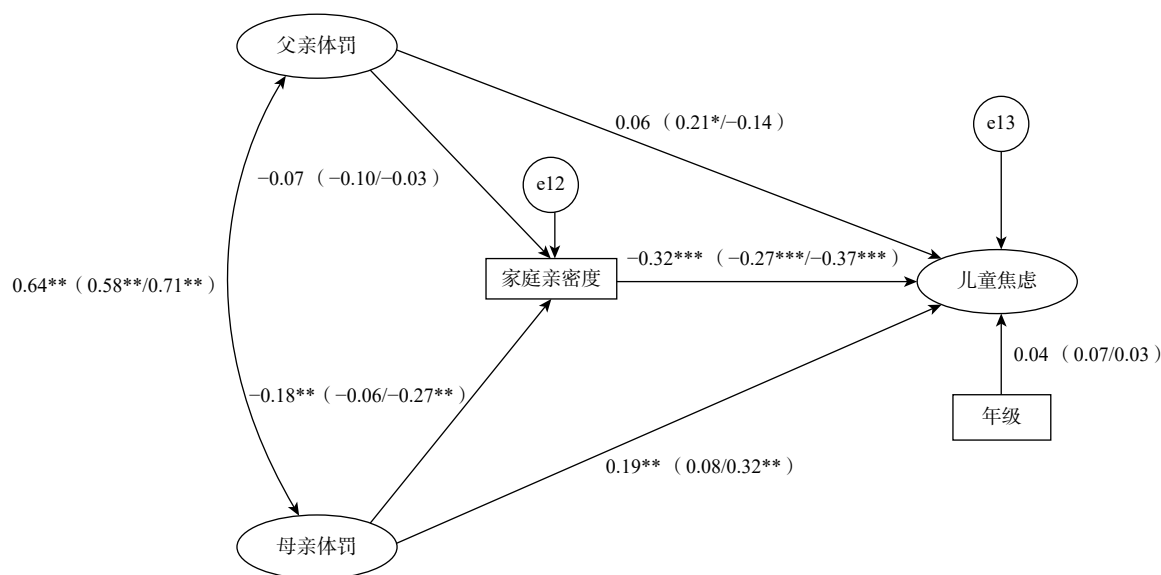 父亲体罚
e13
0.06 （0.21*/−0.14）
−0.07 （−0.10/−0.03）
e12
−0.32*** （−0.27***/−0.37***）
家庭亲密度
儿童焦虑
0.64**（0.58**/0.71**）
0.04 （0.07/0.03）
−0.18**（−0.06/−0.27**）
年级
0.19** （0.08/0.32**）
母亲体罚